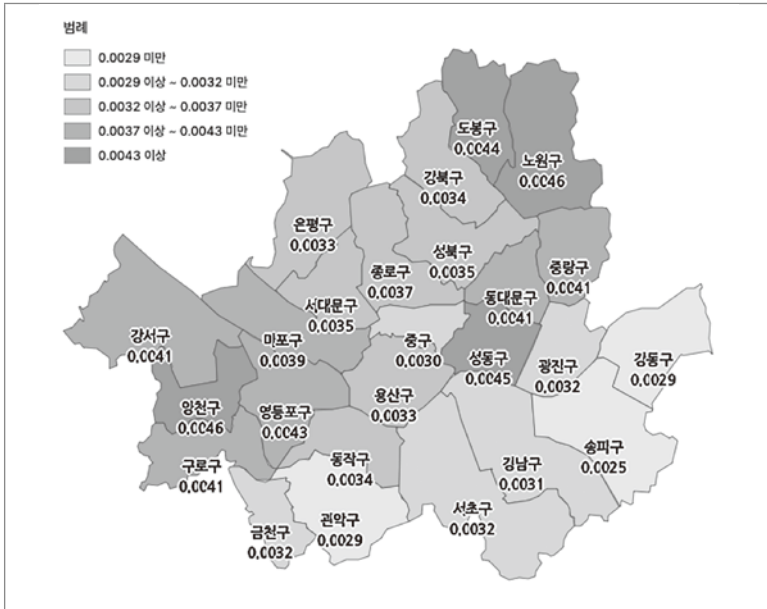 범례
0.0029 미만
0.0029 이상 ~ 0.0032 미만
0.0032 이상 ~ 0.0037 미만
0.0037 이상 ~ 0.0043 미만
0.0043 이상
도봉구
0.0044
노원구
0.0046
강북구
0.0034
은평구
0.0033
성북구
0.0035
종로구
0.0037
중랑구
0.0041
동대문구
0.0041
서대문구
0.0035
강서구
0.0041
마포구
0.0039
중구
0.0030
성동구
0.0045
광진구
0.0032
강동구
0.0029
양천구
0.0046
영등포구
0.0043
용산구
0.0033
구로구
0.0041
동작구
0.0034
송파구
0.0025
강남구
0.0031
서초구
0.0032
관악구
0.0029
금천구
0.0032